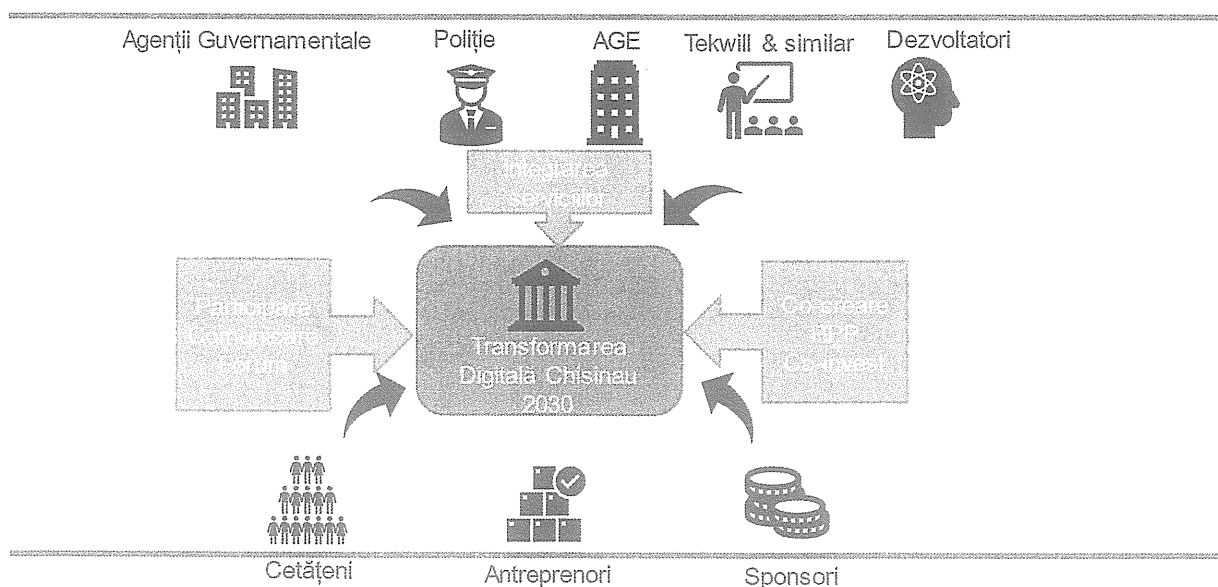 Agenții Guvernamentale
Poliție
AGE
Tekwill & similar
Dezvoltatori
Integrarea
serviciilor
Participare
Comunicare
Forum
Transformarea
Digitală Chisinau
2030
Co-creare
PPP
Co-invest
Cetățeni
Antreprenori
Sponsori